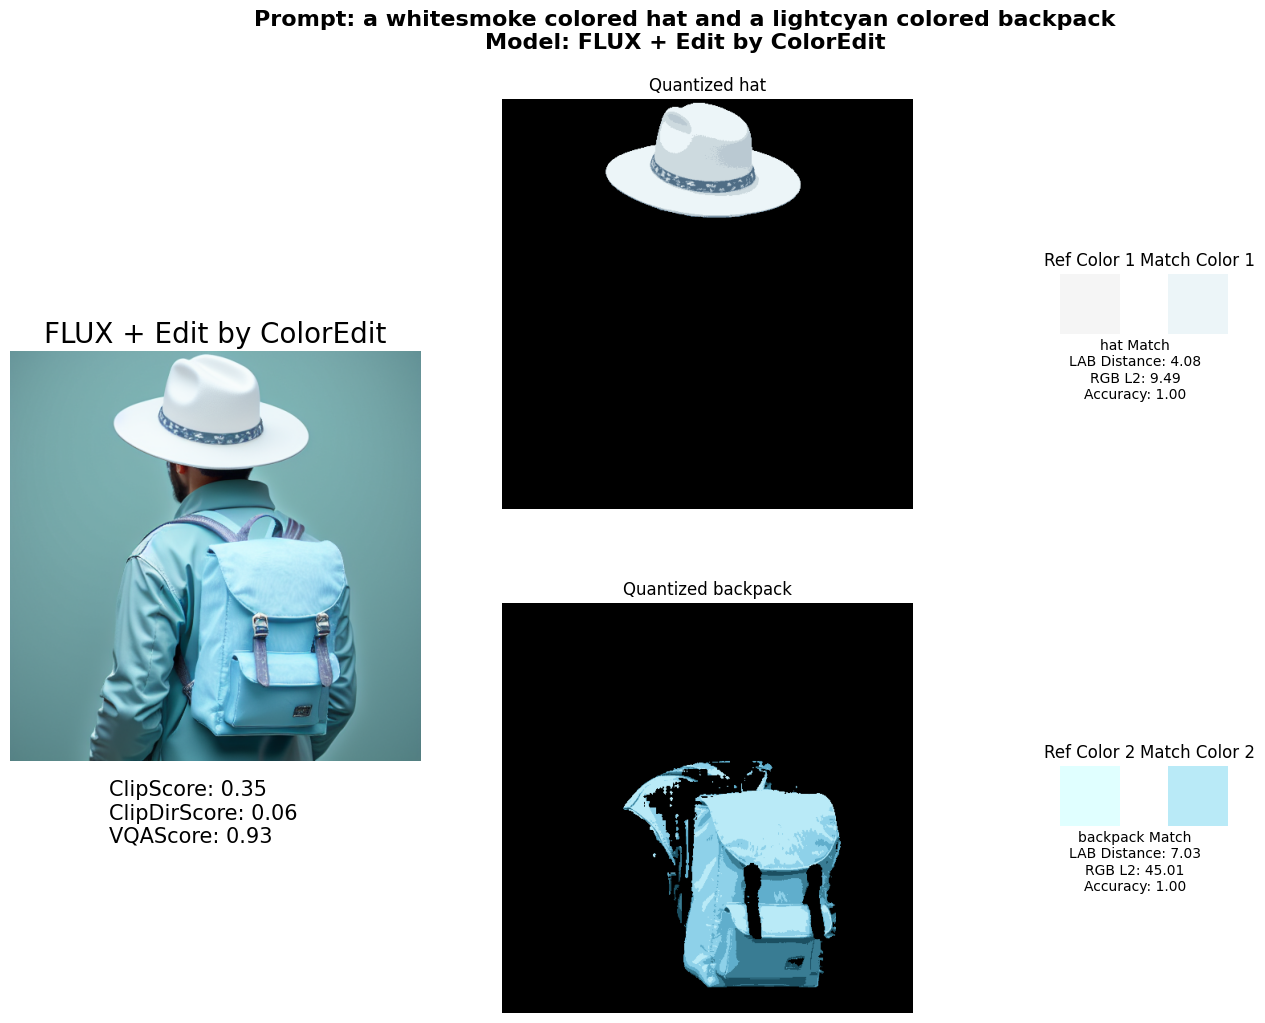 Prompt: a whitesmoke colored hat and a lightcyan colored backpack
Model: FLUX + Edit by ColorEdit
Quantized hat
Ref Color 1 Match Color 1
hat Match
LAB Distance: 4.08
RGB L2: 9.49
Accuracy: 1.00
FLUX + Edit by ColorEdit
ClipScore: 0.35
ClipDirScore: 0.06
VQAScore: 0.93
Quantized backpack
Ref Color 2 Match Color 2
backpack Match
LAB Distance: 7.03
RGB L2: 45.01
Accuracy: 1.00